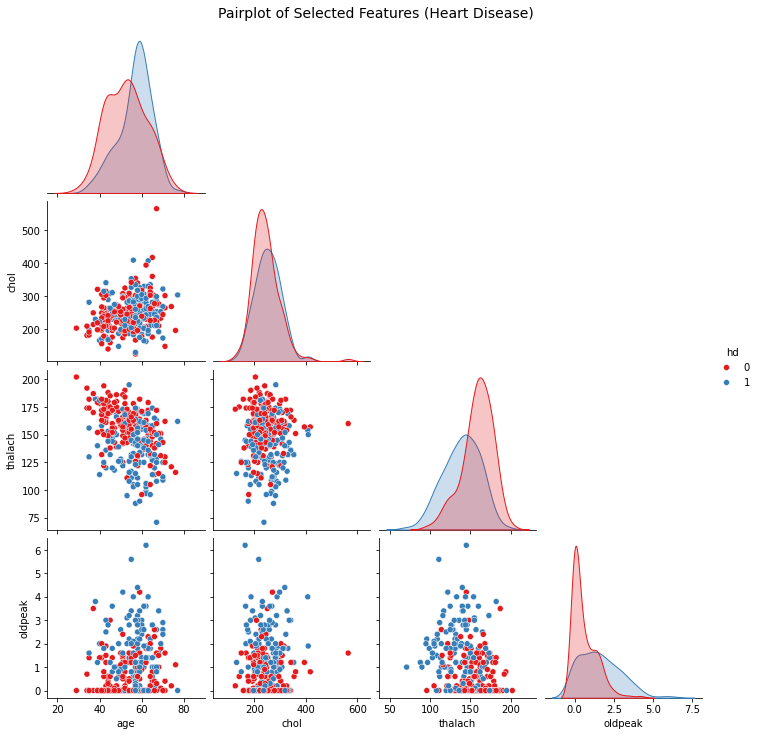 Pairplot of Selected Features (Heart Disease)
500
400
300
200
chol
hd
0
1
200
175
150
125
100
75
thalach
6
5
4
3
2
1
0
oldpeak
20 40 60 80
200 400 600
50 100 150 200
0.0 2.5 5.0 7.5
age chol thalach oldpeak